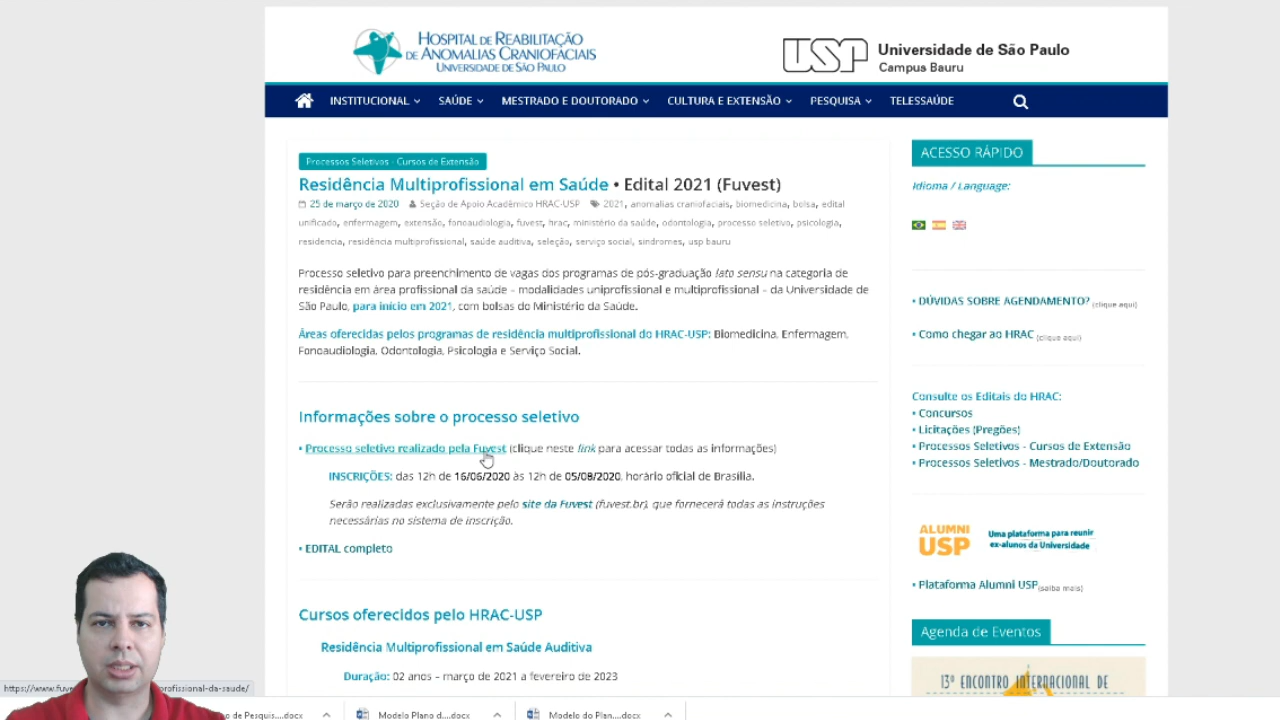 HOSPITAL DE REABILITAÇÃO
DE ANOMALIAS CRANIOFACIAIS
UNIVERSIDADE DE SÃO PAULO
USP Universidade de São Paulo
Campus Bauru
INSTITUCIONAL SAÚDE MESTRADO E DOUTORADO CULTURA E EXTENSÃO PESQUISA TELESSAÚDE
Processos Seletivos - Cursos de Extensão
Residência Multiprofissional em Saúde • Edital 2021 (Fuvest)
25 de março de 2020 Seção de Apoio Acadêmico HRAC-USP 2021, anomalias craniofaciais, biomedicina, bolsa, edital
unificado, enfermagem, extensão, fonoaudiologia, fuvest, hrac, ministério da saúde, odontologia, processo seletivo, psicologia,
residencia, residência multiprofissional, saúde auditiva, seleção, serviço social, sindromes, usp bauru
Processo seletivo para preenchimento de vagas dos programas de pós-graduação lato sensu na categoria de
residência em área profissional da saúde – modalidades uniprofissional e multiprofissional – da Universidade de
São Paulo, para início em 2021, com bolsas do Ministério da Saúde.
Áreas oferecidas pelos programas de residência multiprofissional do HRAC-USP: Biomedicina, Enfermagem,
Fonoaudiologia, Odontologia, Psicologia e Serviço Social.
Informações sobre o processo seletivo
• Processo seletivo realizado pela Fuvest (clique neste link para acessar todas as informações)
INSCRIÇÕES: das 12h de 16/06/2020 às 12h de 05/08/2020, horário oficial de Brasília.
Serão realizadas exclusivamente pelo site da Fuvest (fuvest.br), que fornecerá todas as instruções
necessárias no sistema de inscrição.
• EDITAL completo
Cursos oferecidos pelo HRAC-USP
Residência Multiprofissional em Saúde Auditiva
Duração: 02 anos – março de 2021 a fevereiro de 2023
ACESSO RÁPIDO
Idioma / Language:
• DÚVIDAS SOBRE AGENDAMENTO? (clique aqui)
• Como chegar ao HRAC (clique aqui)
Consulte os Editais do HRAC:
• Concursos
• Licitações (Pregões)
• Processos Seletivos - Cursos de Extensão
• Processos Seletivos - Mestrado/Doutorado
ALUMNI
USP
Uma plataforma para reunir
ex-alunos da Universidade
• Plataforma Alumni USP(saiba mais)
Agenda de Eventos
13º ENCONTRO INTERNACIONAL DE
https://www.fuve rofissional-da-saude/
o de Pesquis....docx Modelo Plano d....docx Modelo do Plan....docx